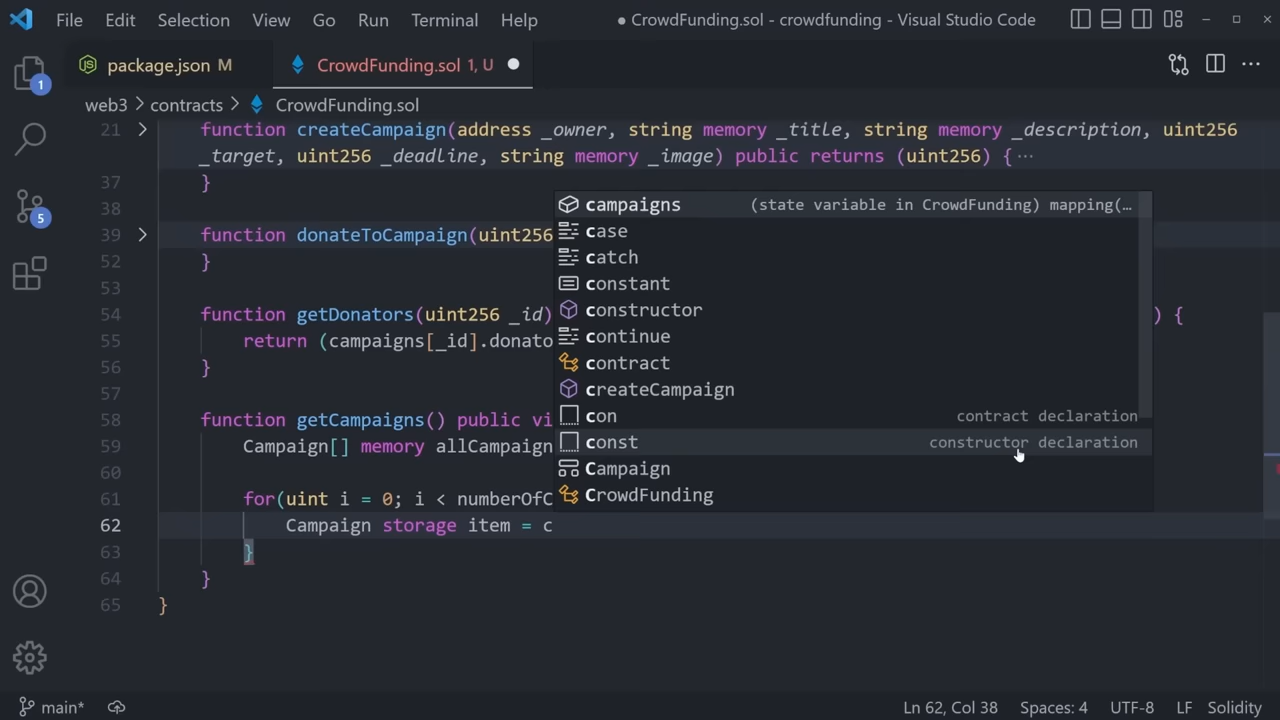 File Edit Selection View Go Run Terminal Help ● CrowdFunding.sol - crowdfunding - Visual Studio Code
1
5
package.json M
CrowdFunding.sol 1, U
web3 > contracts > CrowdFunding.sol
21 function createCampaign(address _owner, string memory _title, string memory _description, uint256
_target, uint256 _deadline, string memory _image) public returns (uint256) {···
37 }
38
39 function donateToCampaign(uint256
52 }
53
54 function getDonators(uint256 _id) ) {
55 return (campaigns[_id].donato
56 }
57
58 function getCampaigns() public vi
59 Campaign[] memory allCampaign
60
61 for(uint i = 0; i < numberOfC
62 Campaign storage item = c
63 }
64 }
65 }
campaigns (state variable in CrowdFunding) mapping(…
case
catch
constant
constructor
continue
contract
createCampaign
con contract declaration
const constructor declaration
Campaign
CrowdFunding
main* Ln 62, Col 38 Spaces: 4 UTF-8 LF Solidity